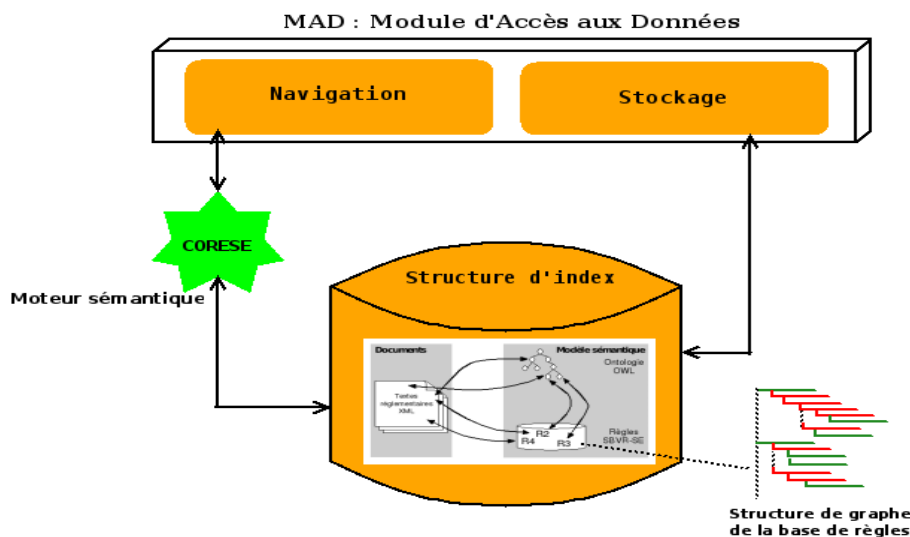 MAD : Module d'Accès aux Données
Navigation
Stockage
CORESE
Moteur sémantique
Structure d'index
Documents
Modèle sémantique
Ontologie
OWL
Textes
réglementaires
XML
Règles
SBVR-SE
R2
R4
R3
Structure de graphe
de la base de règles